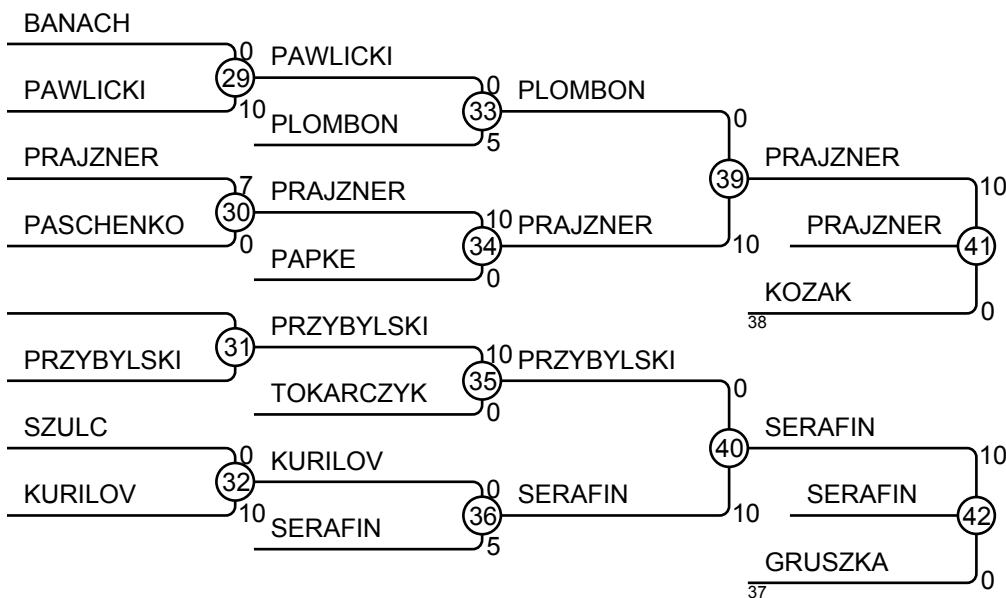 BANACH
0
29
PAWLICKI
PAWLICKI
10
0
33
PLOMBON
PLOMBON
5
0
PRAJZNER
7
30
PRAJZNER
39
PRAJZNER
10
PASCHENKO
0
10
34
PRAJZNER
10
PRAJZNER
41
PAPKE
0
KOZAK
38
0
31
PRZYBYLSKI
PRZYBYLSKI
10
35
PRZYBYLSKI
TOKARCZYK
0
0
SZULC
0
32
KURILOV
40
SERAFIN
10
KURILOV
10
0
36
SERAFIN
10
SERAFIN
42
SERAFIN
5
GRUSZKA
37
0